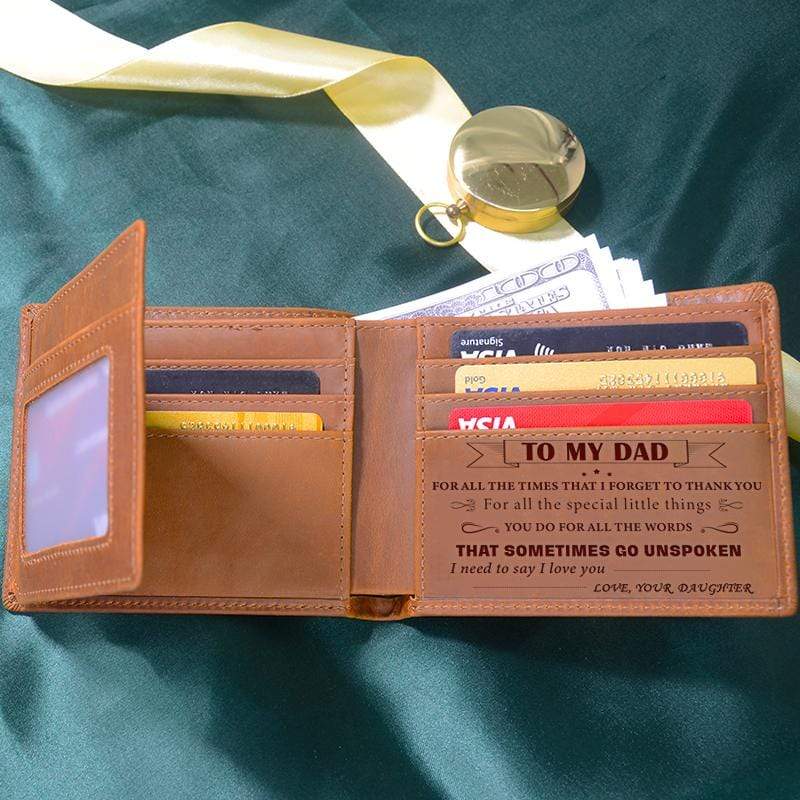 100
STATES
Signature
VISA
Gold
VISA
VISA
TO MY DAD
FOR ALL THE TIMES THAT I FORGET TO THANK YOU
For all the special little things
YOU DO FOR ALL THE WORDS
THAT SOMETIMES GO UNSPOKEN
I need to say I love you
LOVE, YOUR DAUGHTER